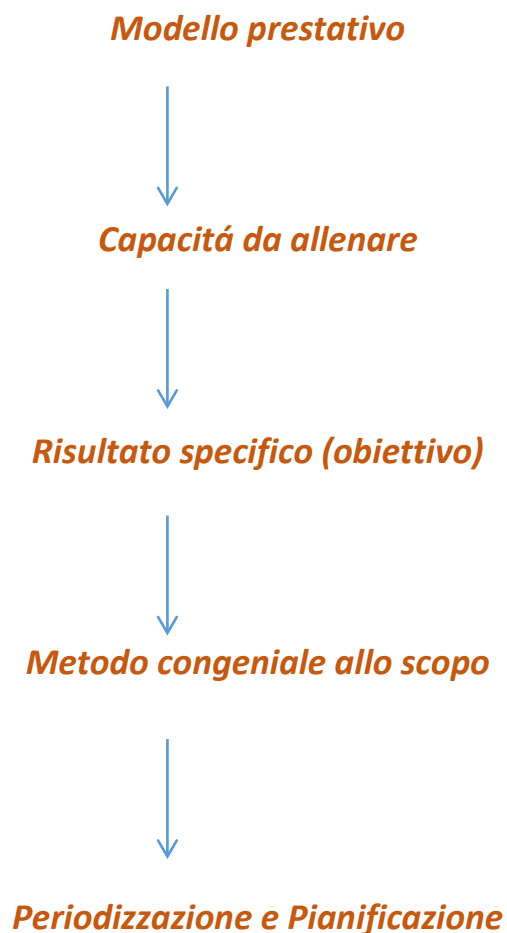 Modello prestativo
Capacitá da allenare
Risultato specifico (obiettivo)
Metodo congeniale allo scopo
Periodizzazione e Pianificazione